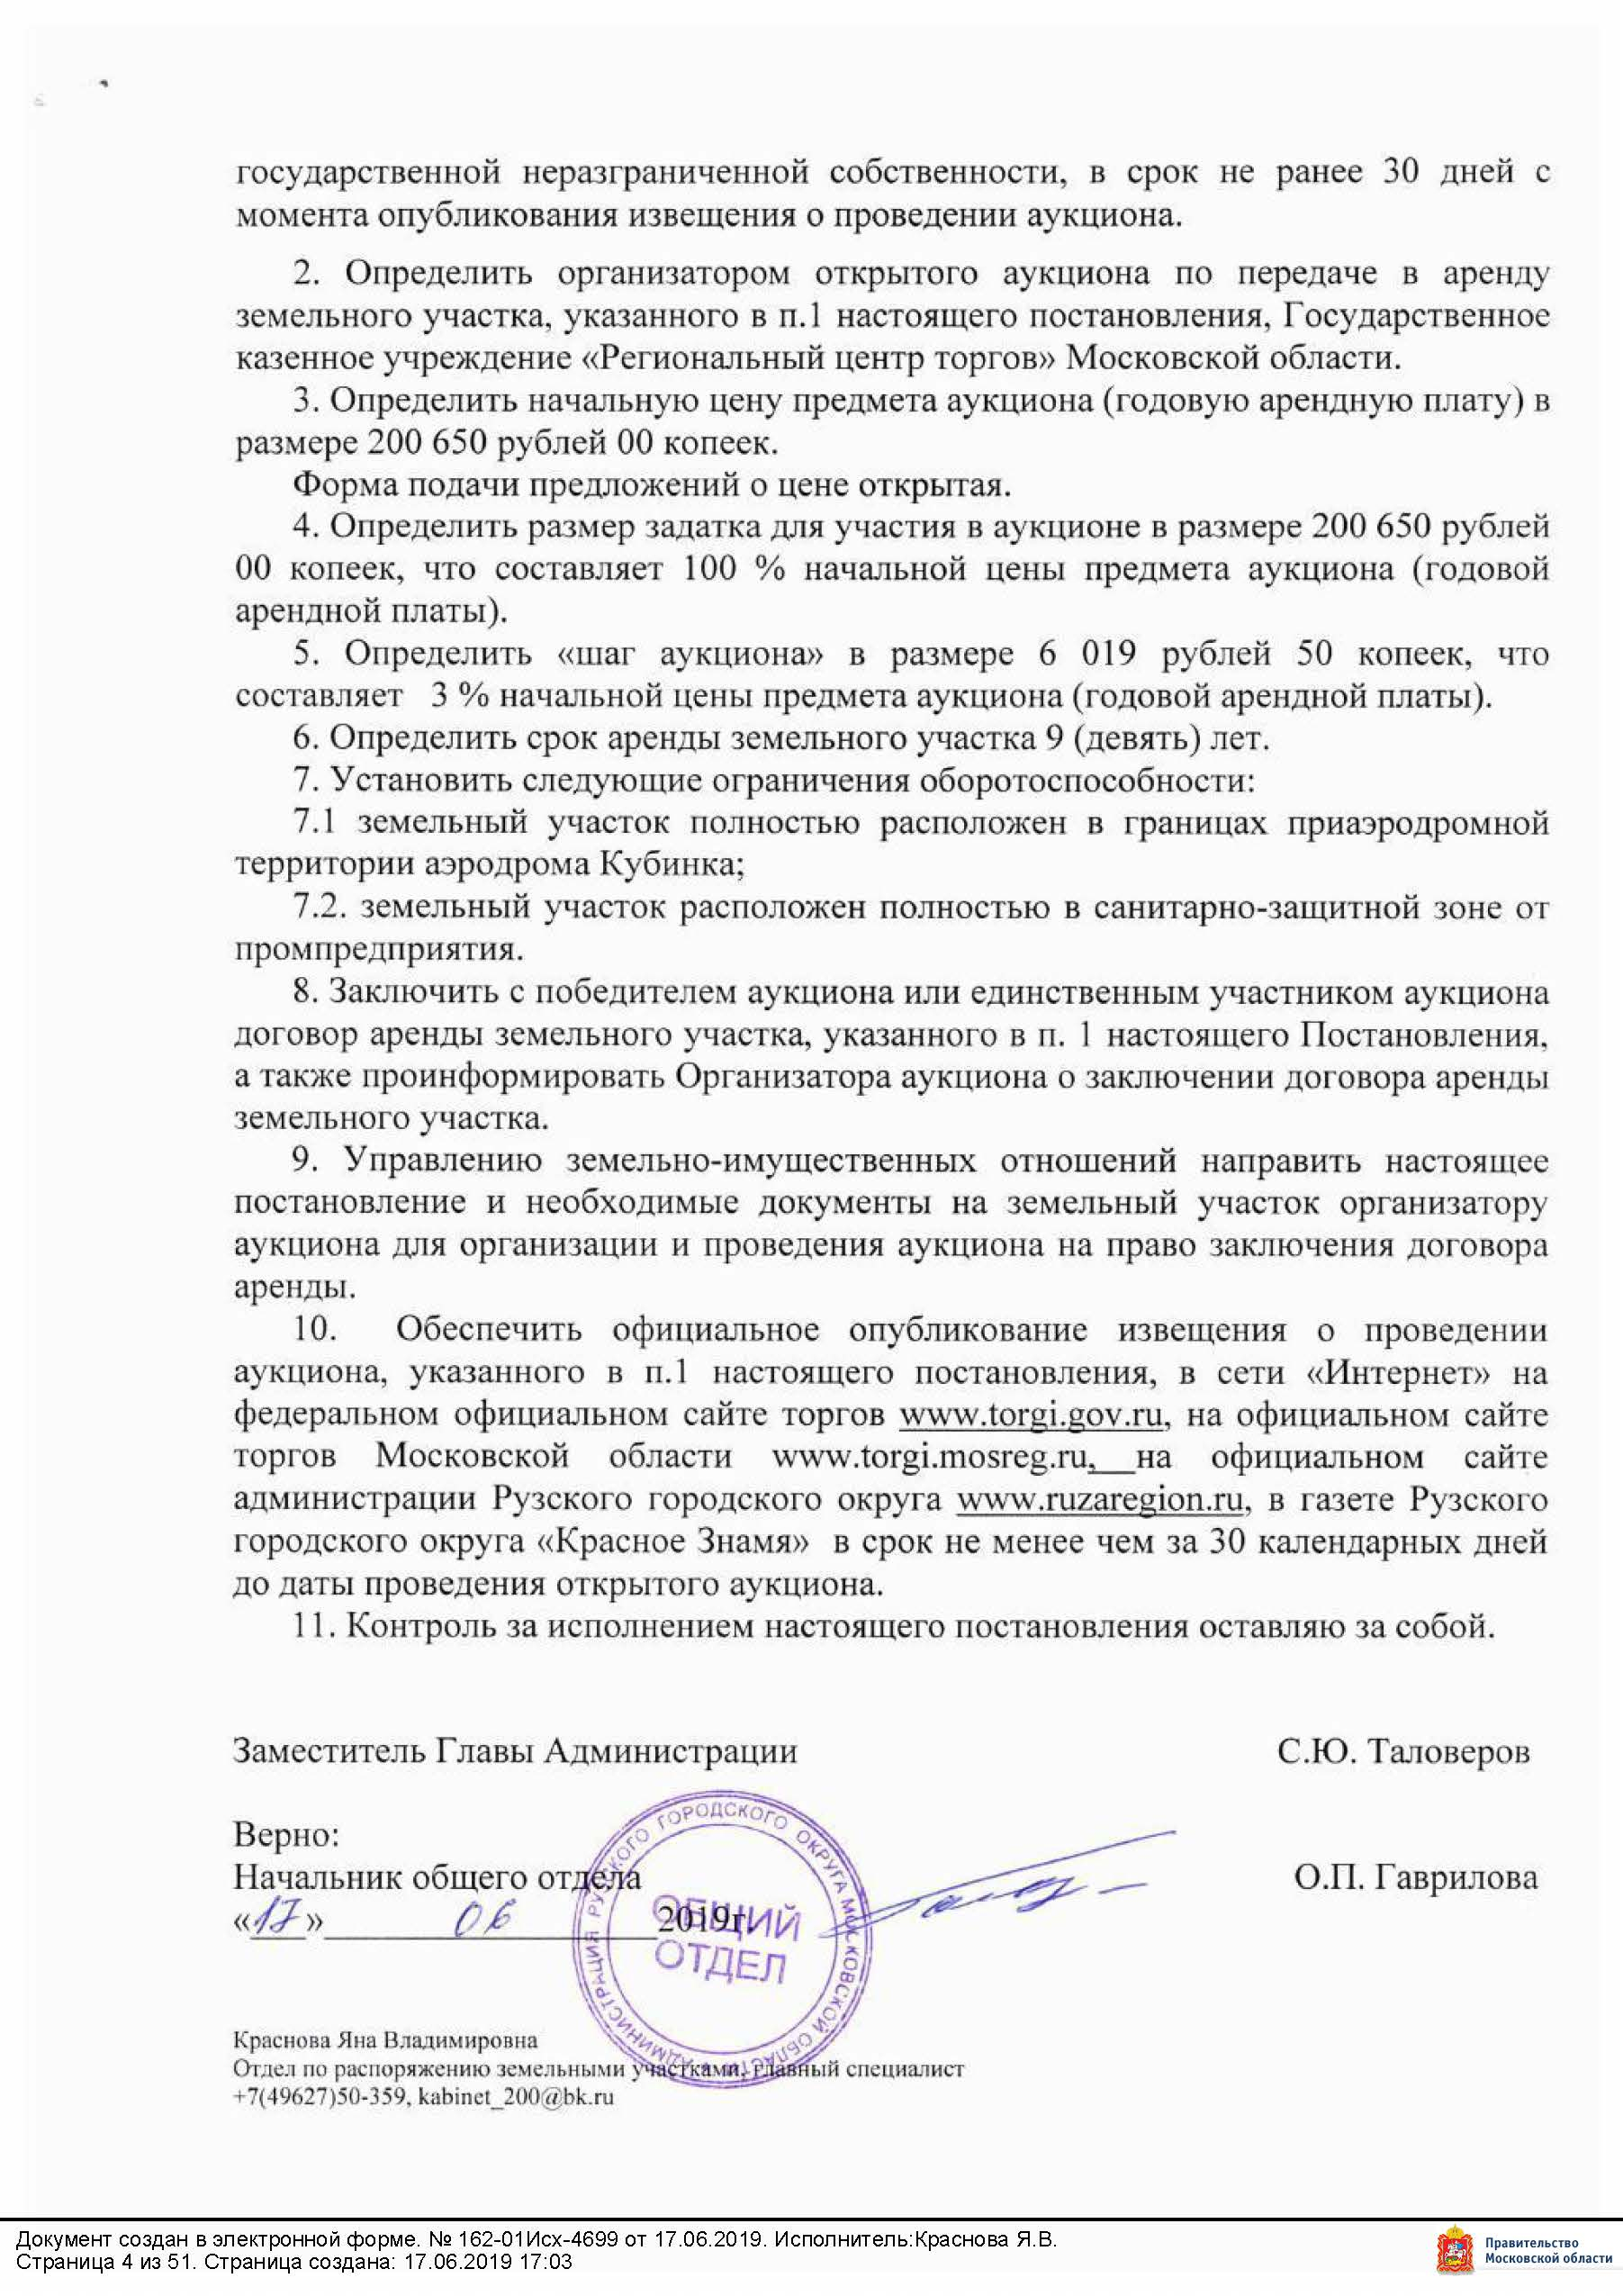 государственной неразграниченной собственности, в срок не ранее 30 дней с
момента опубликования извещения о проведении аукциона.
2. Определить организатором открытого аукциона по передаче в аренду
земельного участка, указанного в п.1 настоящего постановления, Государственное
казенное учреждение «Региональный центр торгов» Московской области.
3. Определить начальную цену предмета аукциона (годовую арендную плату) в
размере 200 650 рублей 00 копеек.
Форма подачи предложений о цене открытая.
4. Определить размер задатка для участия в аукционе в размере 200 650 рублей
00 копеек, что составляет 100 % начальной цены предмета аукциона (годовой
арендной платы).
5. Определить «шаг аукциона» в размере 6 019 рублей 50 копеек, что
составляет 3 % начальной цены предмета аукциона (годовой арендной платы).
6. Определить срок аренды земельного участка 9 (девять) лет.
7. Установить следующие ограничения оборотоспособности:
7.1 земельный участок полностью расположен в границах приаэродромной
территории аэродрома Кубинка;
7.2. земельный участок расположен полностью в санитарно-защитной зоне от
промпредприятия.
8. Заключить с победителем аукциона или единственным участником аукциона
договор аренды земельного участка, указанного в п. 1 настоящего Постановления,
а также проинформировать Организатора аукциона о заключении договора аренды
земельного участка.
9. Управлению земельно-имущественных отношений направить настоящее
постановление и необходимые документы на земельный участок организатору
аукциона для организации и проведения аукциона на право заключения договора
аренды.
10. Обеспечить официальное опубликование извещения о проведении
аукциона, указанного в п.1 настоящего постановления, в сети «Интернет» на
федеральном официальном сайте торгов www.torgi.gov.ru, на официальном сайте
торгов Московской области www.torgi.mosreg.ru, на официальном сайте
администрации Рузского городского округа www.ruzaregion.ru, в газете Рузского
городского округа «Красное Знамя» в срок не менее чем за 30 календарных дней
до даты проведения открытого аукциона.
11. Контроль за исполнением настоящего постановления оставляю за собой.
Заместитель Главы Администрации С.Ю. Таловеров
Верно:
Начальник общего отдела О.П. Гаврилова
«17» 06 2019г.
АДМИНИСТРАЦИЯ РУЗСКОГО ГОРОДСКОГО ОКРУГА МОСКОВСКОЙ ОБЛАСТИ
ОБЩИЙ
ОТДЕЛ
Краснова Яна Владимировна
Отдел по распоряжению земельными участками, главный специалист
+7(49627)50-359, kabinet_200@bk.ru
Документ создан в электронной форме. № 162-01Исх-4699 от 17.06.2019. Исполнитель:Краснова Я.В.
Страница 4 из 51. Страница создана: 17.06.2019 17:03
Правительство
Московской области